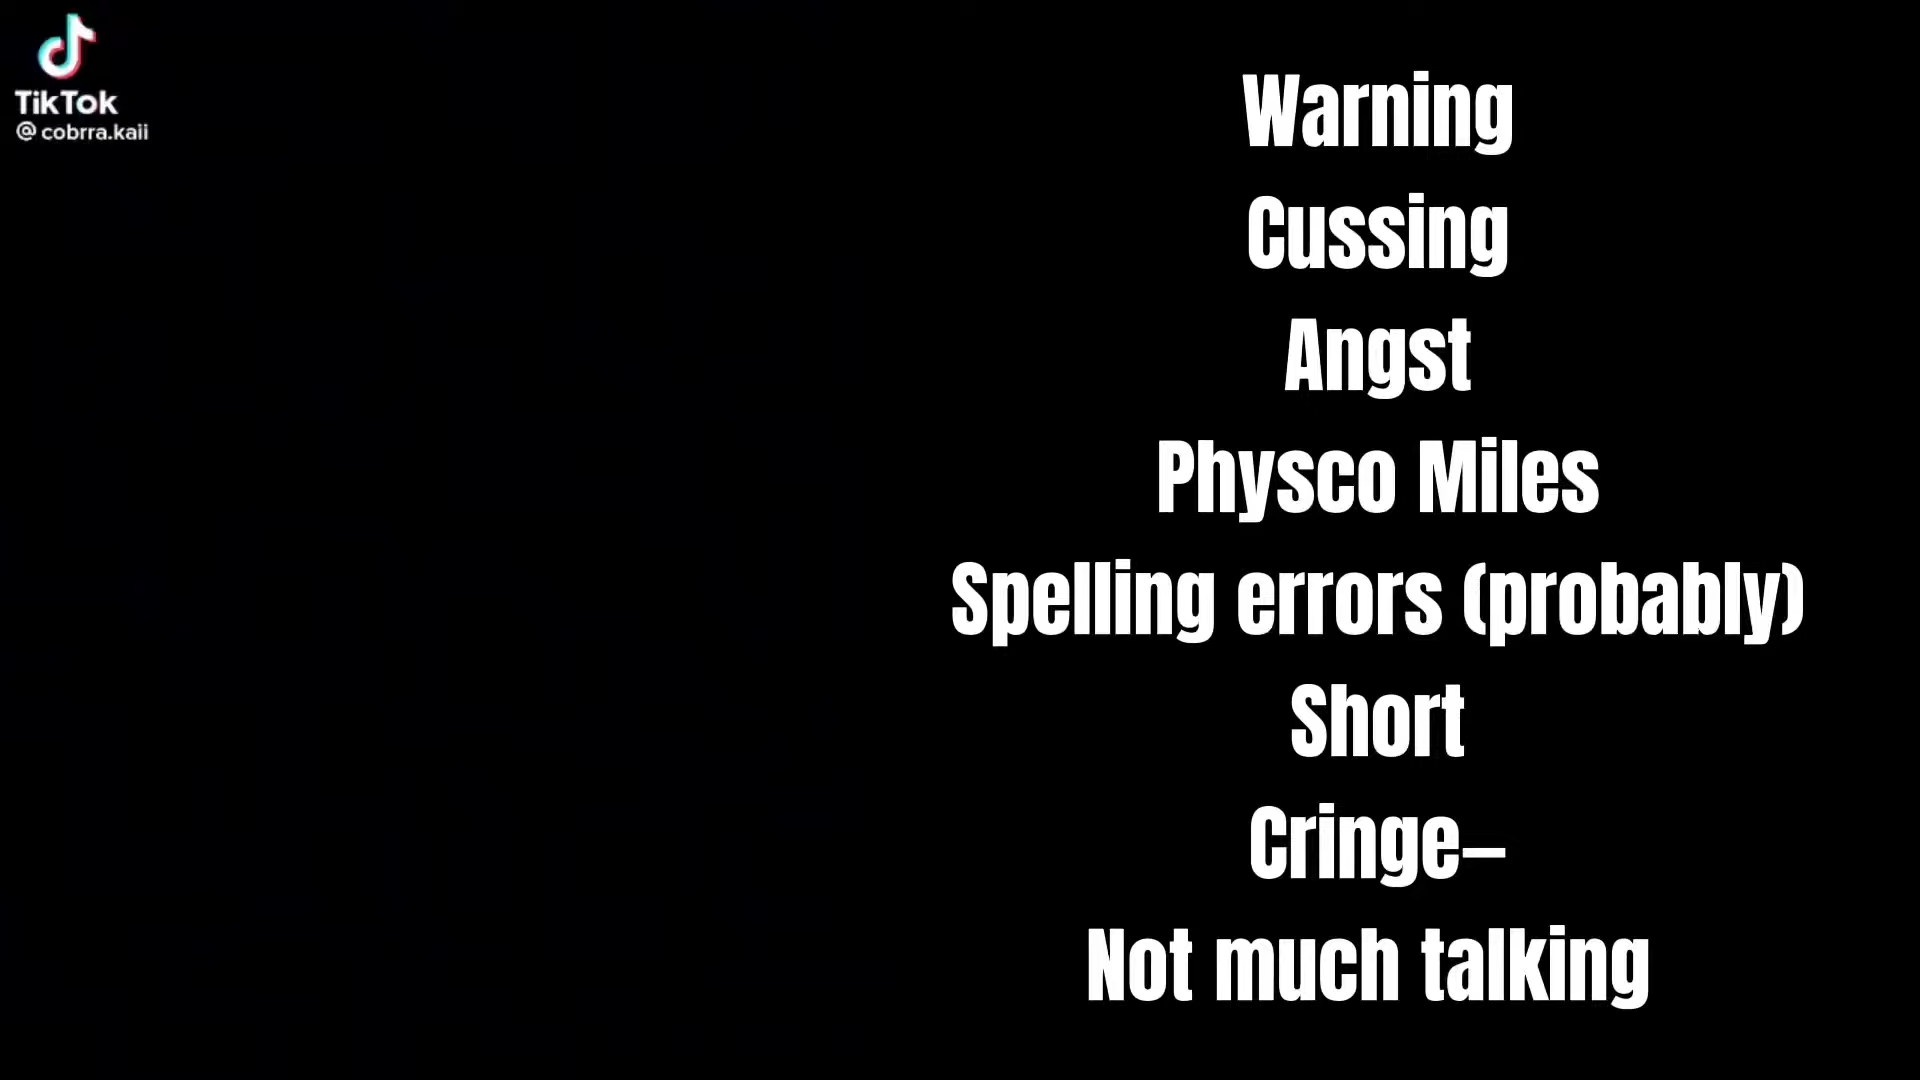 TikTok
@cobrra.kaii
Warning
Cussing
Angst
Physco Miles
Spelling errors (probably)
Short
Cringe–
Not much talking